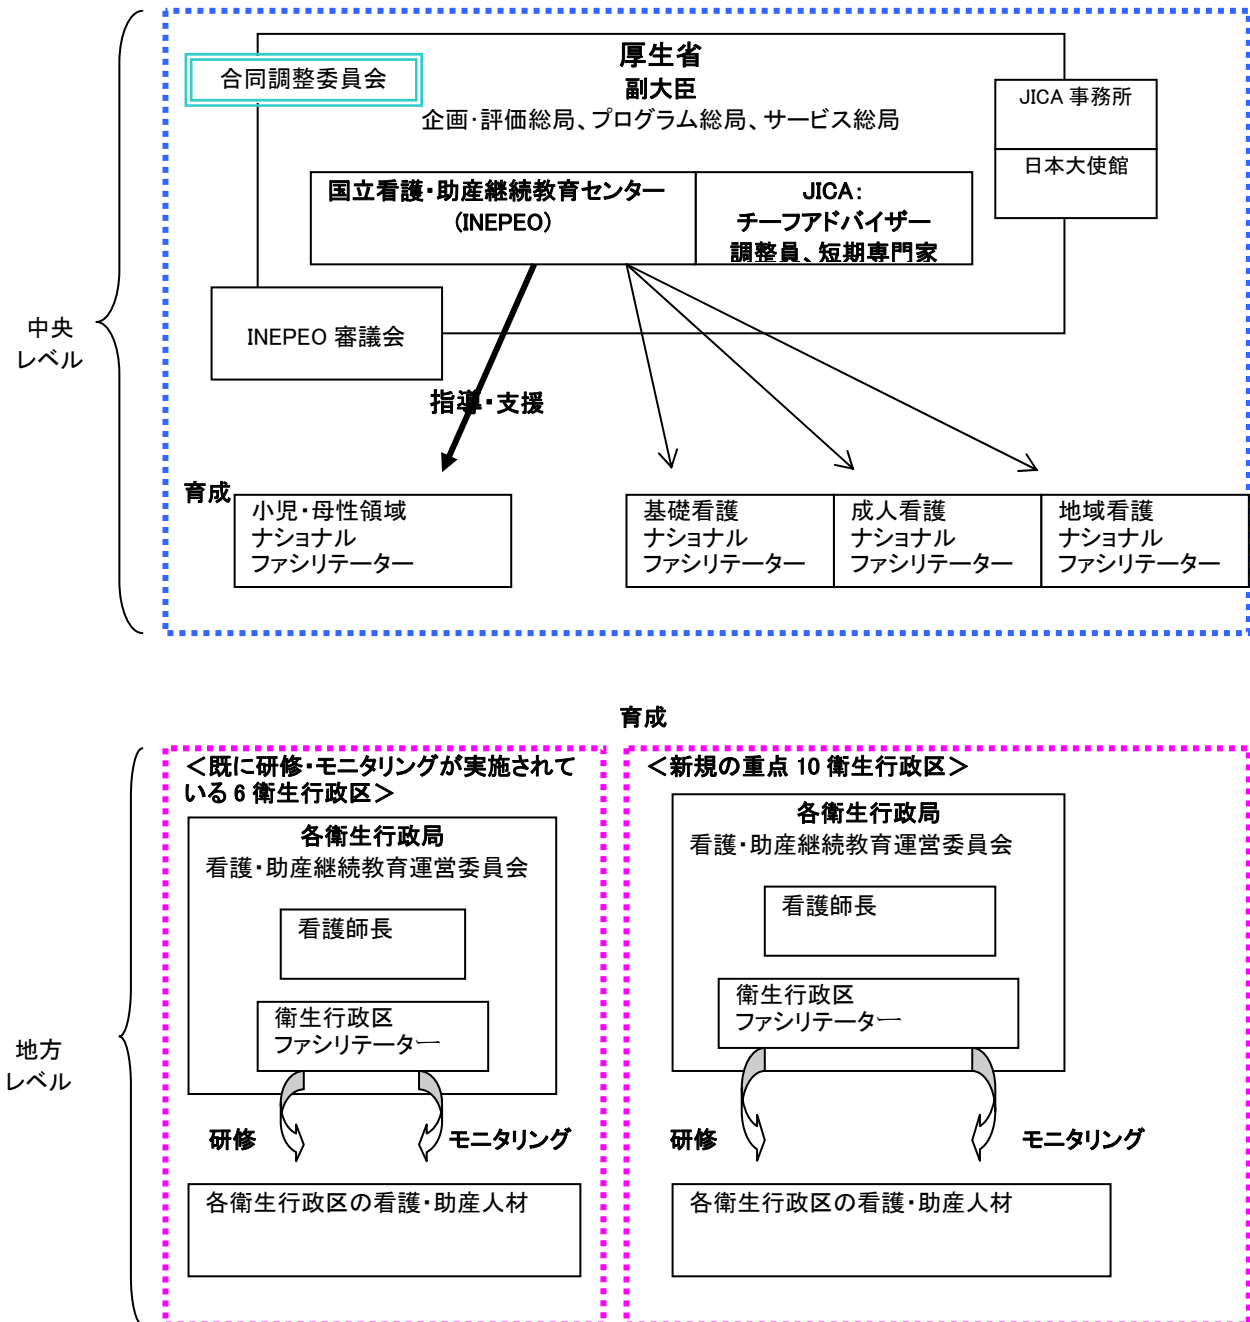 合同調整委員会
厚生省
副大臣
企画・評価総局、プログラム総局、サービス総局
JICA 事務所
日本大使館
国立看護・助産継続教育センター
(INEPEO)
JICA:
チーフアドバイザー
調整員、短期専門家
中央
レベル
INEPEO 審議会
指導・支援
育成
小児・母性領域
ナショナル
ファシリテーター
基礎看護
ナショナル
ファシリテーター
成人看護
ナショナル
ファシリテーター
地域看護
ナショナル
ファシリテーター
育成
<既に研修・モニタリングが実施されて
いる 6 衛生行政区>
各衛生行政局
看護・助産継続教育運営委員会
看護師長
衛生行政区
ファシリテーター
研修
モニタリング
各衛生行政区の看護・助産人材
<新規の重点 10 衛生行政区>
各衛生行政局
看護・助産継続教育運営委員会
看護師長
衛生行政区
ファシリテーター
研修
モニタリング
各衛生行政区の看護・助産人材
地方
レベル